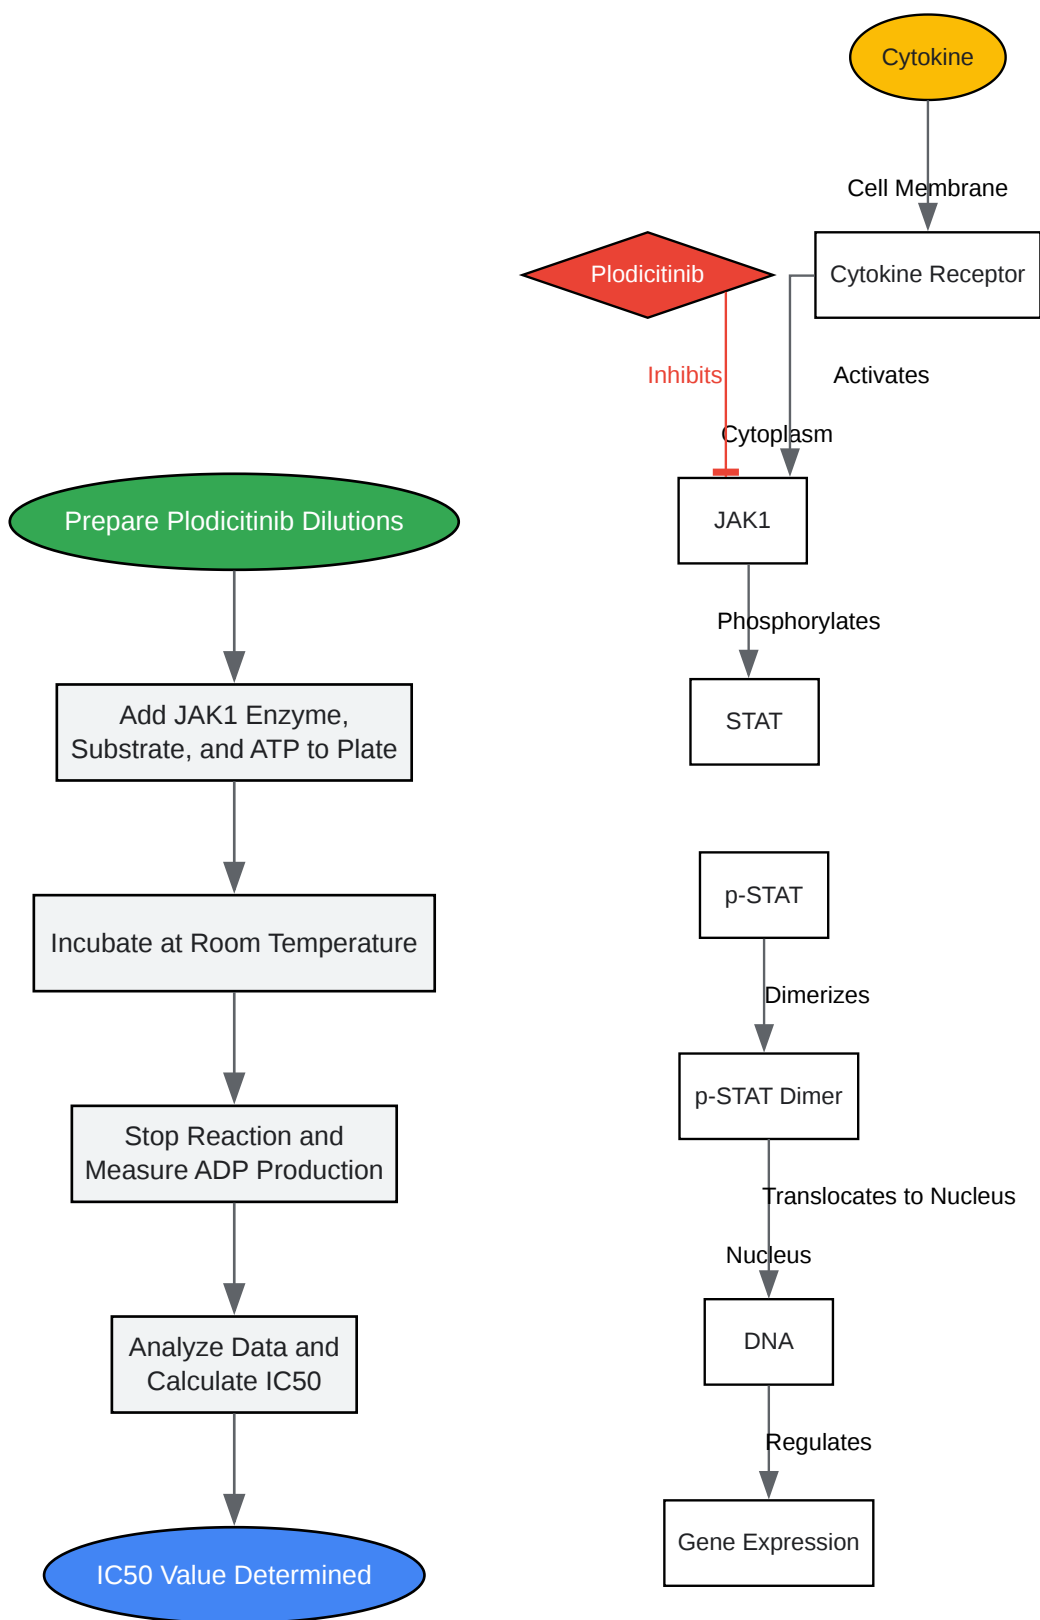 Prepare Plodicitinib Dilutions
Add JAK1 Enzyme,
Substrate, and ATP to Plate
Incubate at Room Temperature
Stop Reaction and
Measure ADP Production
Analyze Data and
Calculate IC50
IC50 Value Determined
Cytokine
Cell Membrane
Plodicitinib
Cytokine Receptor
Inhibits
Activates
Cytoplasm
JAK1
Phosphorylates
STAT
p-STAT
Dimerizes
p-STAT Dimer
Translocates to Nucleus
Nucleus
DNA
Regulates
Gene Expression